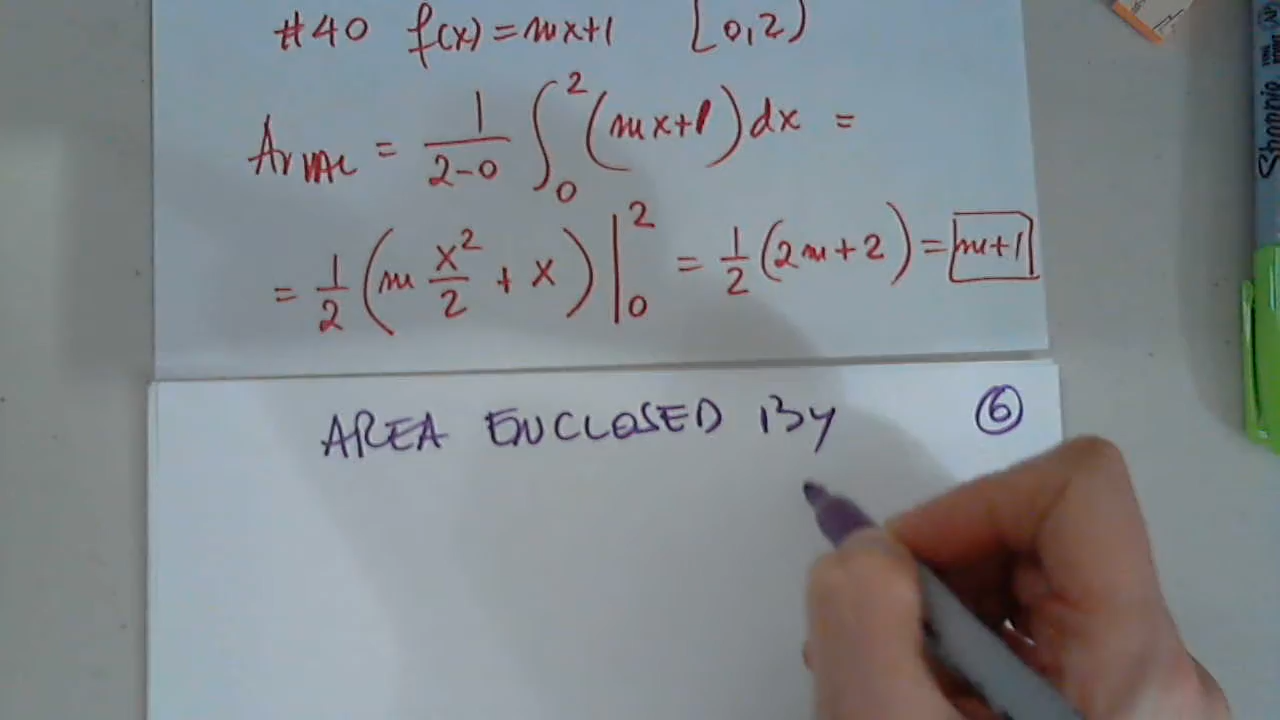 #40 f(x)=mx+1 [0,2)
= 1/(2-0) ∫₀² (mx+1)dx =
= 1/2 (m x²/2 + x) |₀² = 1/2 (2m+2) = m+1
AREA ENCLOSED By 6
Sharpie